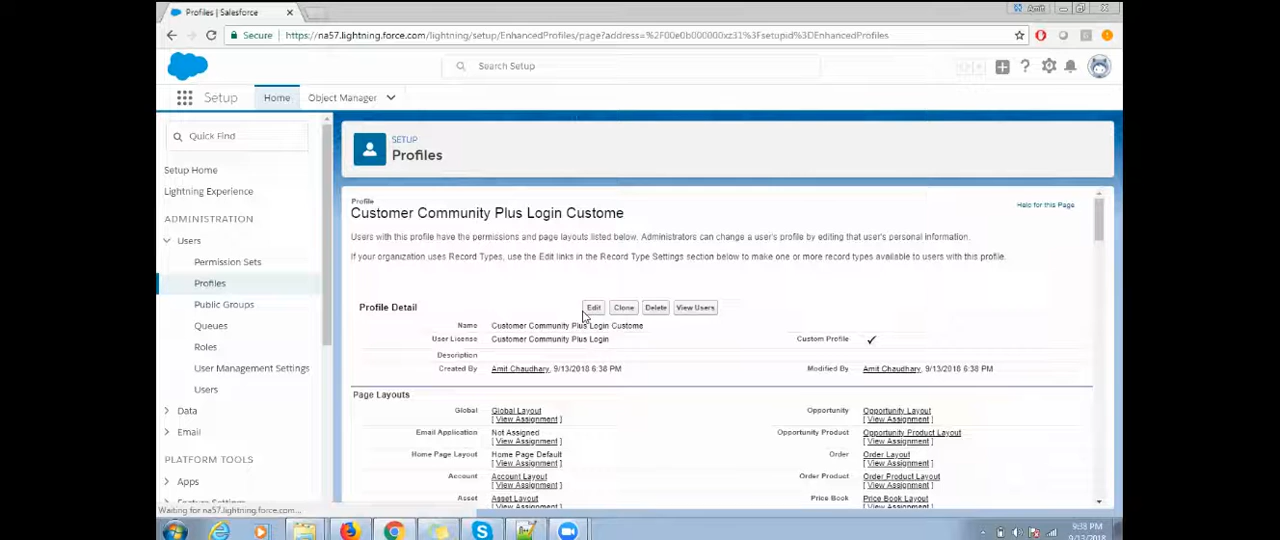 Profiles | Salesforce
Amit
Secure https://na57.lightning.force.com/lightning/setup/EnhancedProfiles/page?address=%2F00e0b000000xz31%3Fsetupid%3DEnhancedProfiles
Search Setup
Setup Home Object Manager
Quick Find
Setup Home
Lightning Experience
ADMINISTRATION
Users
Permission Sets
Profiles
Public Groups
Queues
Roles
User Management Settings
Users
Data
Email
PLATFORM TOOLS
Apps
Feature Settings
Waiting for na57.lightning.force.com...
SETUP
Profiles
Profile
Customer Community Plus Login Custome
Help for this Page
Users with this profile have the permissions and page layouts listed below. Administrators can change a user's profile by editing that user's personal information.
If your organization uses Record Types, use the Edit links in the Record Type Settings section below to make one or more record types available to users with this profile.
Profile Detail Edit Clone Delete View Users
Name Customer Community Plus Login Custome
User License Customer Community Plus Login Custom Profile ✓
Description
Created By Amit Chaudhary, 9/13/2018 6:38 PM Modified By Amit Chaudhary, 9/13/2018 6:38 PM
Page Layouts
Global Global Layout Opportunity Opportunity Layout
[ View Assignment ] [ View Assignment ]
Email Application Not Assigned Opportunity Product Opportunity Product Layout
[ View Assignment ] [ View Assignment ]
Home Page Layout Home Page Default Order Order Layout
[ View Assignment ] [ View Assignment ]
Account Account Layout Order Product Order Product Layout
[ View Assignment ] [ View Assignment ]
Asset Asset Layout Price Book Price Book Layout
[ View Assignment ] [ View Assignment ]
9:38 PM
9/13/2018